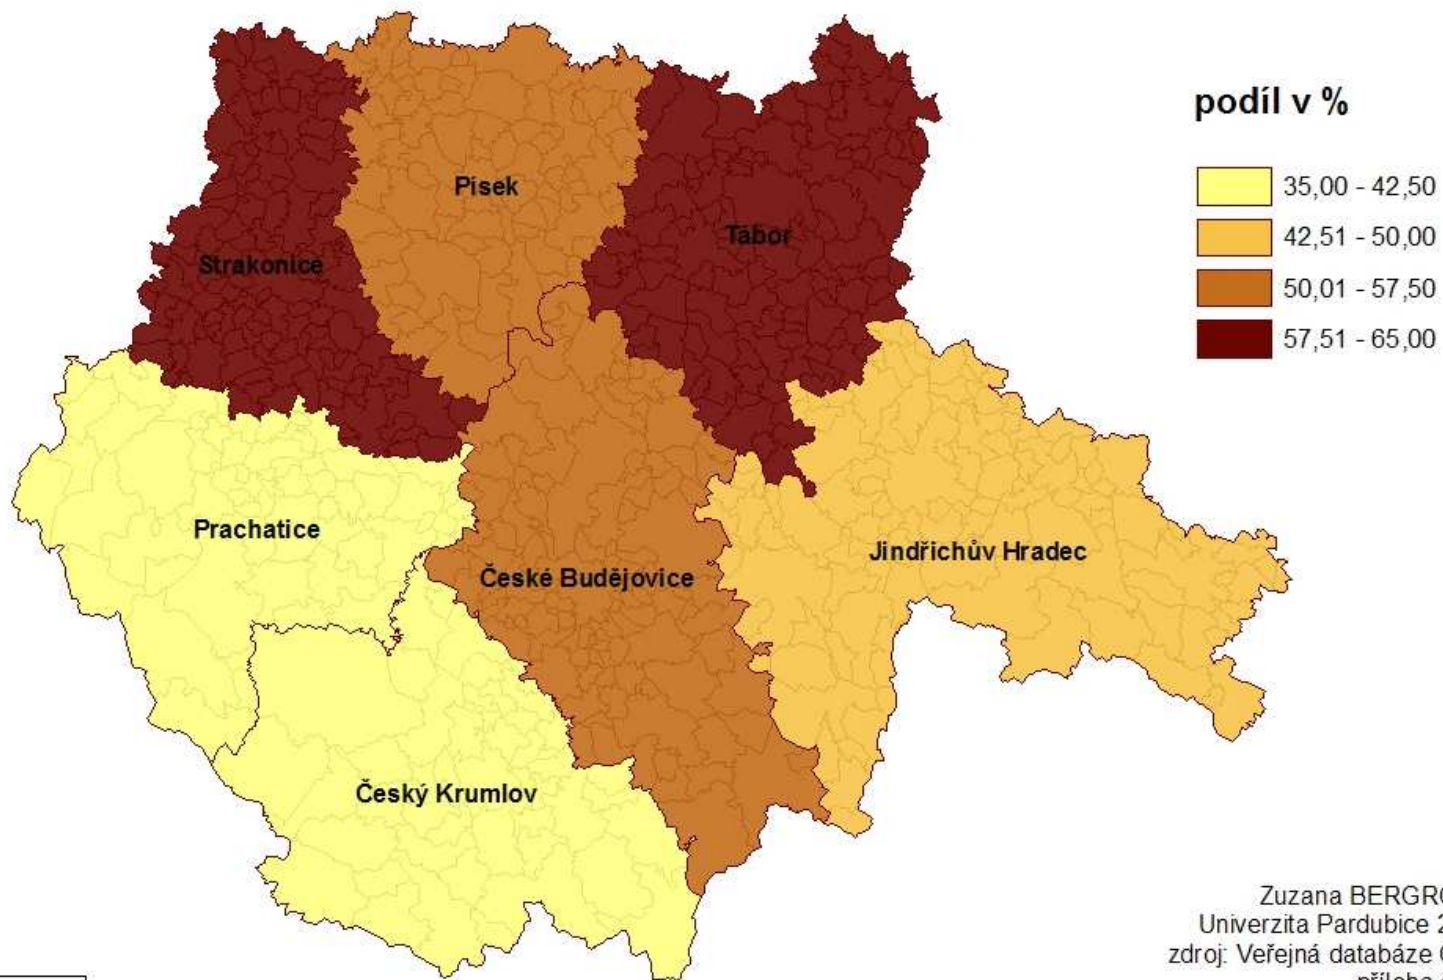 podíl v %
35,00 - 42,50
42,51 - 50,00
50,01 - 57,50
57,51 - 65,00
Písek
Tábor
Strakonice
Prachatice
Jindřichův Hradec
České Budějovice
Český Krumlov
Zuzana
Univerzita Pardubice
zdroj: Veřejná databáze